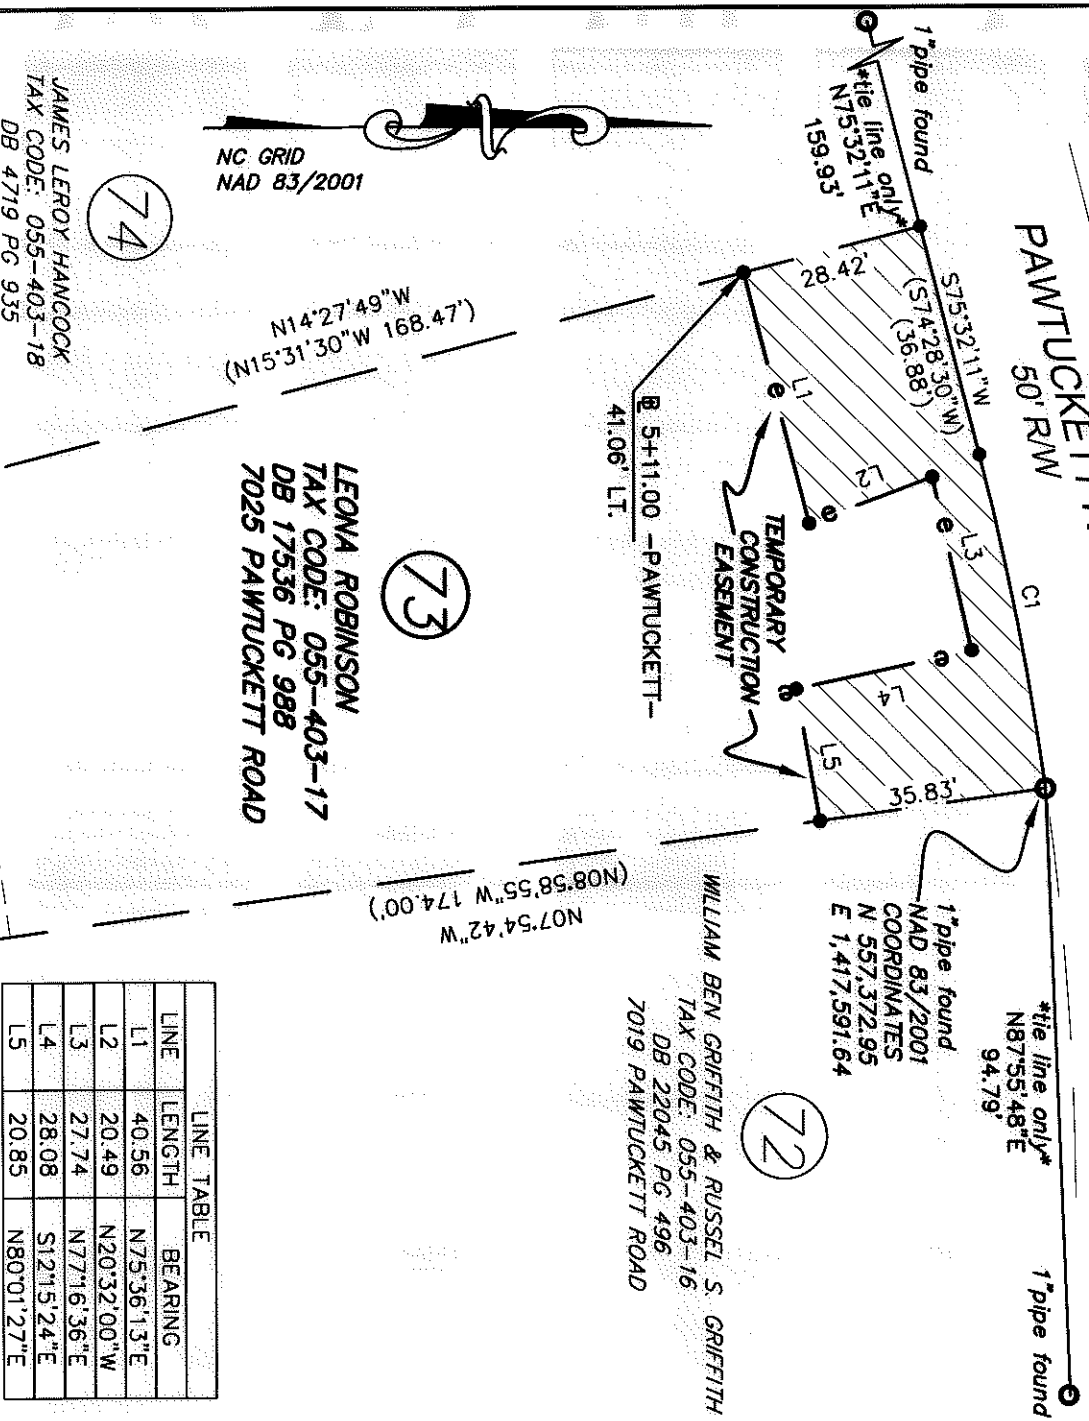 PAWTUCKETT
50' R/W
1"pipe found
*tie line only*
N75°32'11"E
159.93'
S75°32'11"W
(S74°28'30"W)
(36.88')
28.42'
C1
L1
L2
L3
L4
L5
e
e
e
e
e
35.83'
*tie line only*
N87°55'48"E
94.79'
1"pipe found
1"pipe found
NAD 83/2001
COORDINATES
N 557,372.95
E 1,417,591.64
NC GRID
NAD 83/2001
N14°27'49"W
(N15°31'30"W 168.47')
5+11.00 -PAWTUCKETT-
41.06' LT.
TEMPORARY
CONSTRUCTION
EASEMENT
74
JAMES LEROY HANCOCK
TAX CODE: 055-403-18
DB 4719 PG 935
73
LEONA ROBINSON
TAX CODE: 055-403-17
DB 17536 PG 988
7025 PAWTUCKETT ROAD
N07°54'42"W
(N08°58'55"W 174.00')
72
WILLIAM BEN GRIFFITH & RUSSEL S. GRIFFITH
TAX CODE: 055-403-16
DB 22045 PG 496
7019 PAWTUCKETT ROAD
LINE TABLE
LINE LENGTH BEARING
L1 40.56 N75°36'13"E
L2 20.49 N20°32'00"W
L3 27.74 N77°16'36"E
L4 28.08 S12°15'24"E
L5 20.85 N80°01'27"E